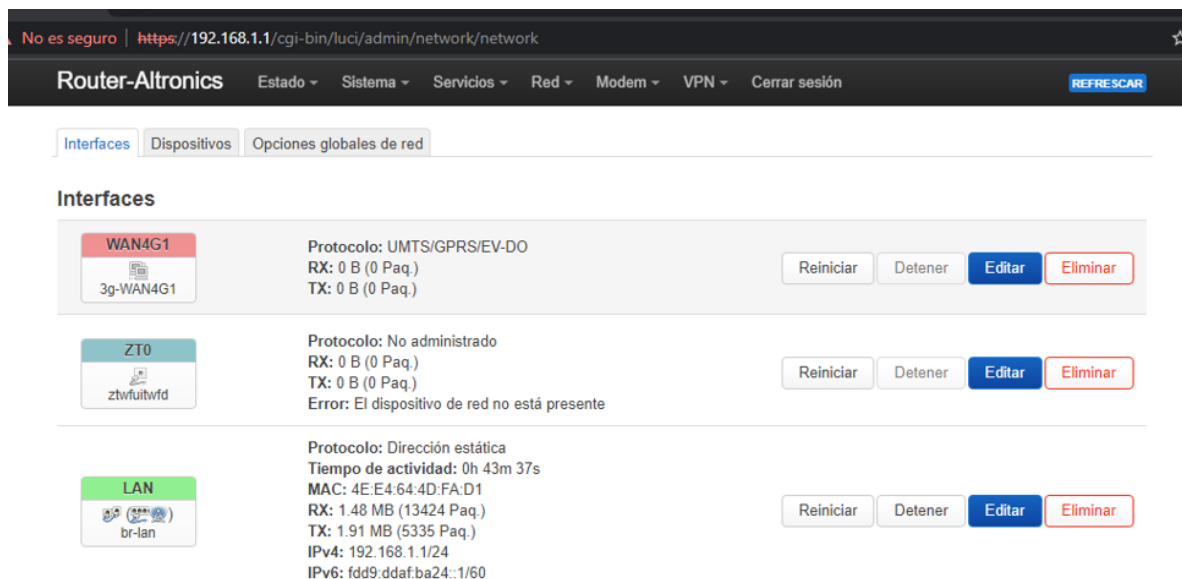 No es seguro | https://192.168.1.1/cgi-bin/luci/admin/network/network
Router-Altronics Estado Sistema Servicios Red Modem VPN Cerrar sesión REFRESCAR
Interfaces Dispositivos Opciones globales de red
Interfaces
WAN4G1
3g-WAN4G1
Protocolo: UMTS/GPRS/EV-DO
RX: 0 B (0 Paq.)
TX: 0 B (0 Paq.)
Reiniciar Detener Editar Eliminar
ZT0
ztwfuitwfd
Protocolo: No administrado
RX: 0 B (0 Paq.)
TX: 0 B (0 Paq.)
Error: El dispositivo de red no está presente
Reiniciar Detener Editar Eliminar
LAN
br-lan
Protocolo: Dirección estática
Tiempo de actividad: 0h 43m 37s
MAC: 4E:E4:64:4D:FA:D1
RX: 1.48 MB (13424 Paq.)
TX: 1.91 MB (5335 Paq.)
IPv4: 192.168.1.1/24
IPv6: fdd9:ddaf:ba24::1/60
Reiniciar Detener Editar Eliminar